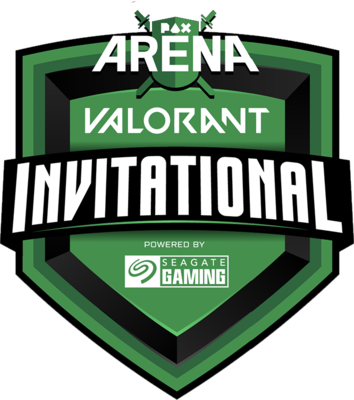 PAX
ARENA
VALORANT
INVITATIONAL
POWERED BY
SEAGATE
GAMING